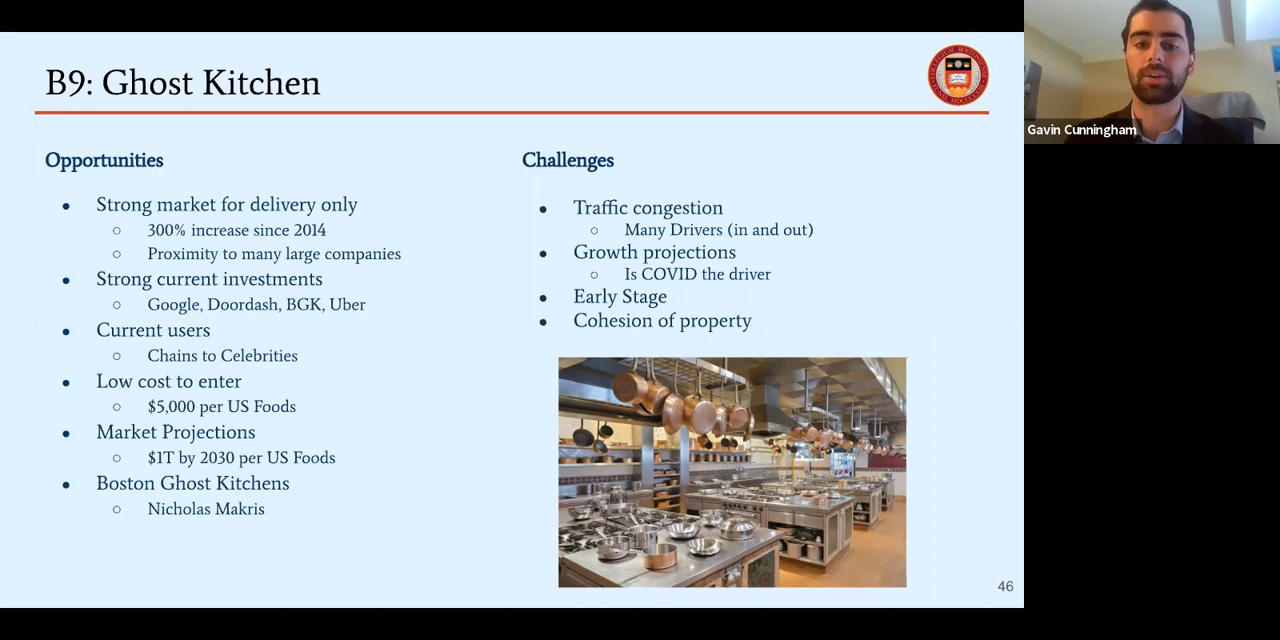 B9: Ghost Kitchen
Opportunities
Strong market for delivery only
300% increase since 2014
Proximity to many large companies
Strong current investments
Google, Doordash, BGK, Uber
Current users
Chains to Celebrities
Low cost to enter
$5,000 per US Foods
Market Projections
$1T by 2030 per US Foods
Boston Ghost Kitchens
Nicholas Makris
Challenges
Traffic congestion
Many Drivers (in and out)
Growth projections
Is COVID the driver
Early Stage
Cohesion of property
46
Gavin Cunningham